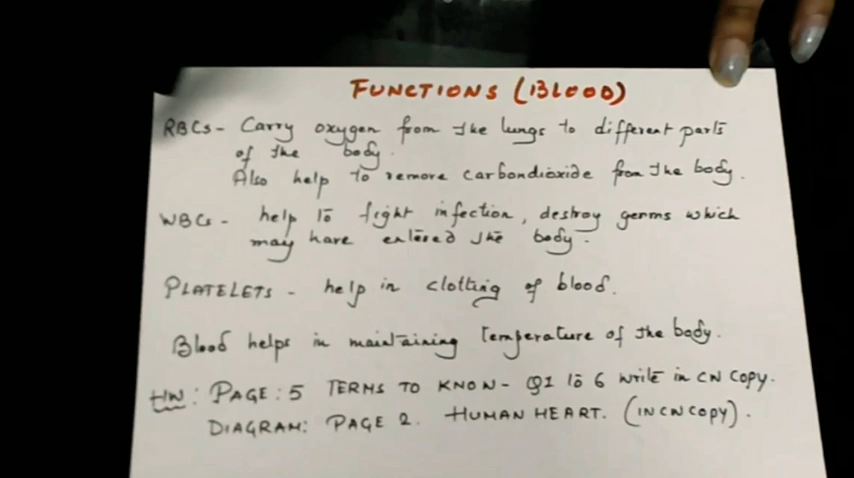 FUNCTIONS (BLOOD)
RBCs - Carry oxygen from the lungs to different parts
of the body.
Also help to remove carbondioxide from the body.
WBCs - help to fight infection, destroy germs which
may have entered the body.
PLATELETS - help in clotting of blood.
Blood helps in maintaining temperature of the body.
HW: PAGE: 5 TERMS TO KNOW - Q1 to 6 write in CN COPY.
DIAGRAM: PAGE 2. HUMAN HEART. (IN CN COPY).